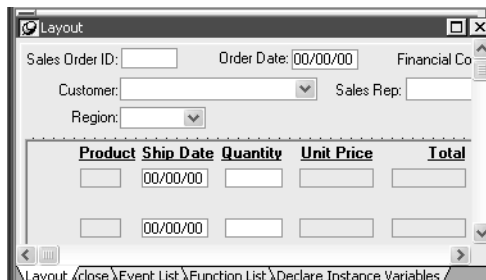 Layout
Sales Order ID: Order Date: 00/00/00 Financial Co
Customer: Sales Rep:
Region:
Product Ship Date Quantity Unit Price Total
00/00/00
00/00/00
Layout close Event List Function List Declare Instance Variables